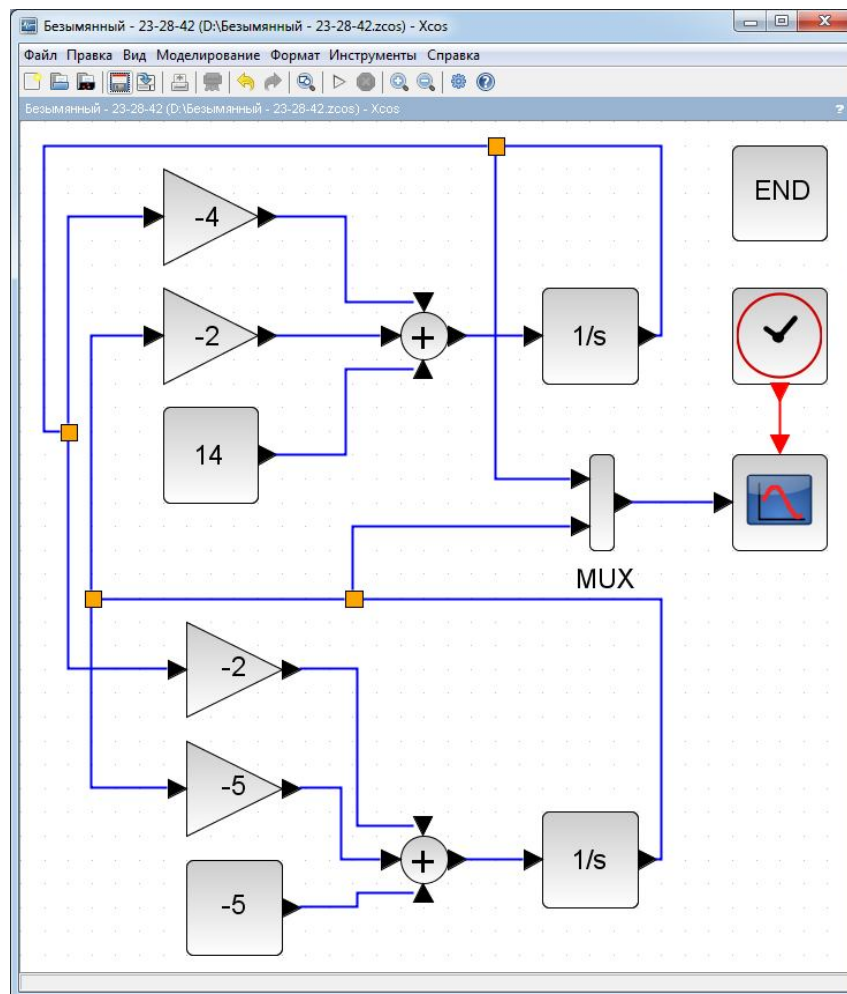 Безымянный - 23-28-42 (D:\Безымянный - 23-28-42.zcos) - Xcos
Файл Правка Вид Моделирование Формат Инструменты Справка
Безымянный - 23-28-42 (D:\Безымянный - 23-28-42.zcos) - Xcos
?
-4
END
-2
+
1/s
14
MUX
-2
-5
+
1/s
-5